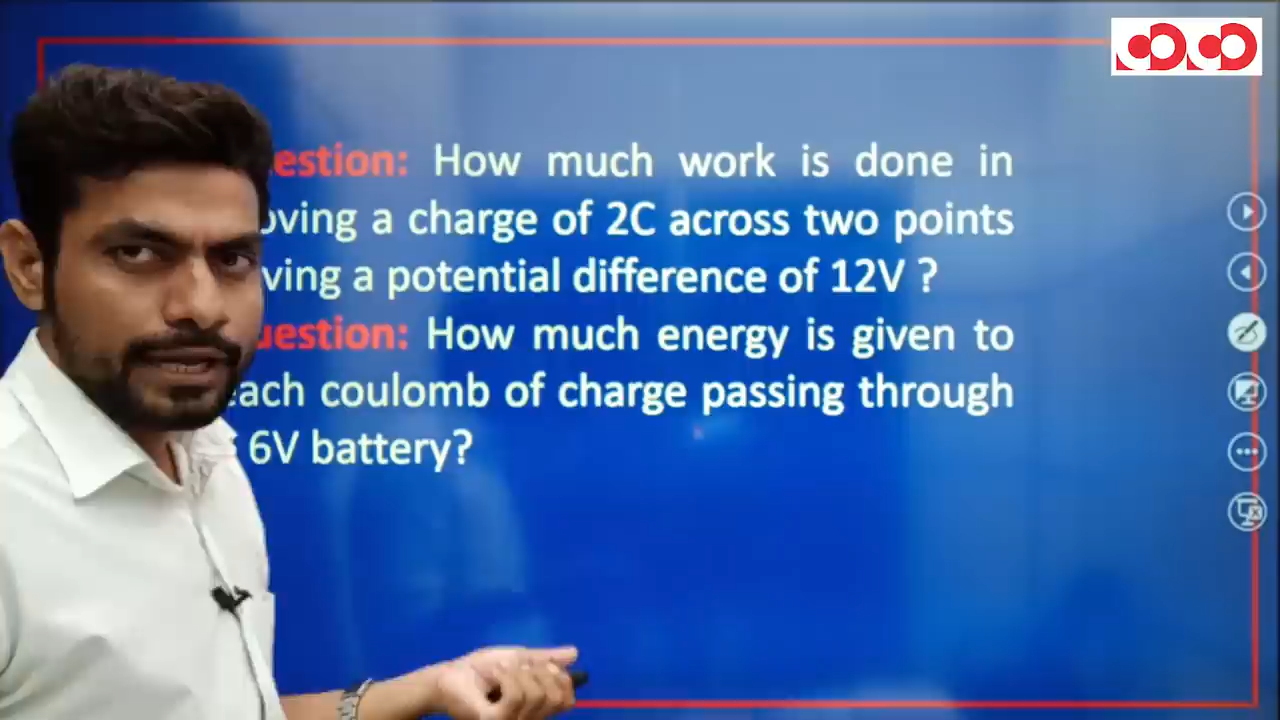 estion: How much work is done in
oving a charge of 2C across two points
ving a potential difference of 12V ?
uestion: How much energy is given to
each coulomb of charge passing through
6V battery?